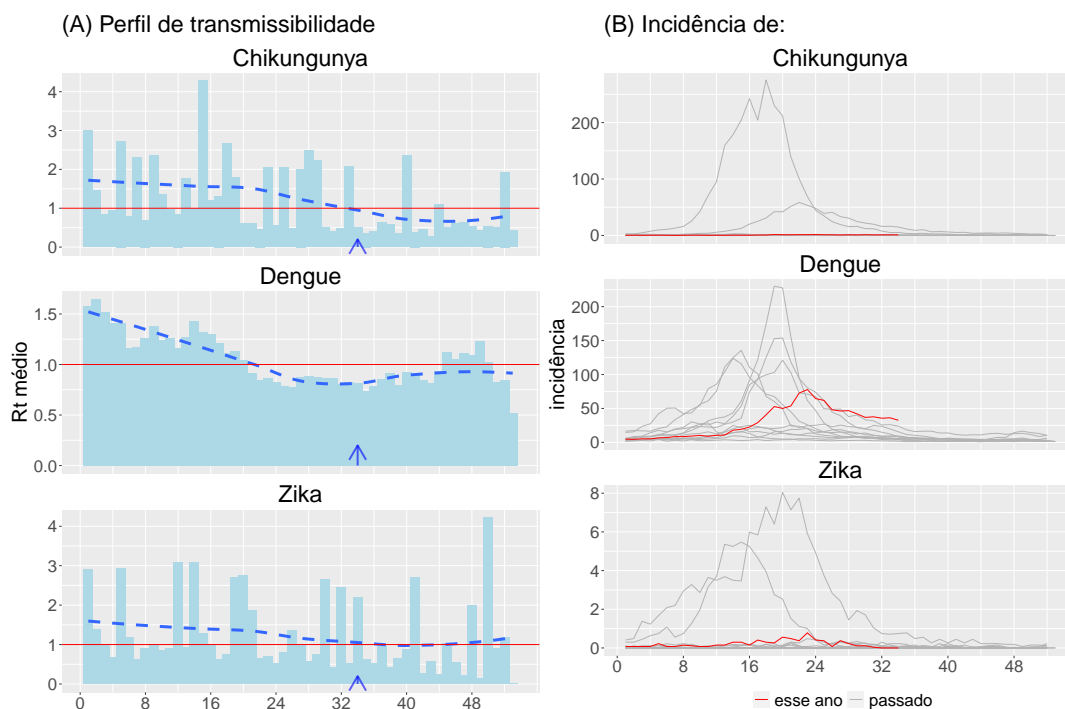 (A) Perfil de transmissibilidade
Chikungunya
4
3
2
1
0
Dengue
1.5
1.0
0.5
0.0
Rt médio
Zika
4
3
2
1
0
0 8 16 24 32 40 48
(B) Incidência de:
Chikungunya
200
100
0
Dengue
200
150
100
50
0
incidência
Zika
8
6
4
2
0
0 8 16 24 32 40 48
esse ano passado